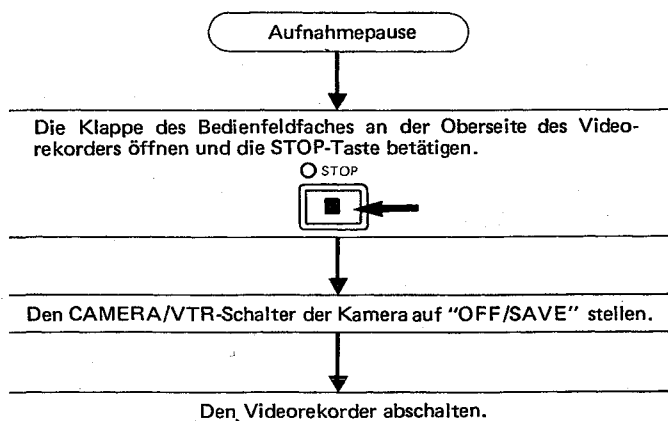 Aufnahmepause
Die Klappe des Bedienfeldfaches an der Oberseite des Video-
rekorders öffnen und die STOP-Taste betätigen.
STOP
Den CAMERA/VTR-Schalter der Kamera auf "OFF/SAVE" stellen.
Den Videorekorder abschalten.